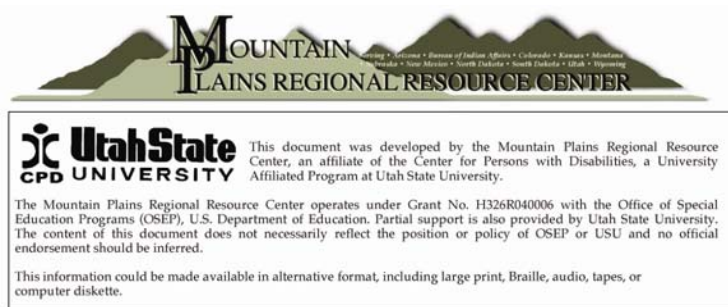 MOUNTAIN
Serving • Arizona • Bureau of Indian Affairs • Colorado • Kansas • Montana
• Nebraska • New Mexico • North Dakota • South Dakota • Utah • Wyoming
PLAINS REGIONAL RESOURCE CENTER
CPD
UtahState
UNIVERSITY
This document was developed by the Mountain Plains Regional Resource
Center, an affiliate of the Center for Persons with Disabilities, a University
Affiliated Program at Utah State University.
The Mountain Plains Regional Resource Center operates under Grant No. H326R040006 with the Office of Special
Education Programs (OSEP), U.S. Department of Education. Partial support is also provided by Utah State University.
The content of this document does not necessarily reflect the position or policy of OSEP or USU and no official
endorsement should be inferred.
This information could be made available in alternative format, including large print, Braille, audio, tapes, or
computer diskette.